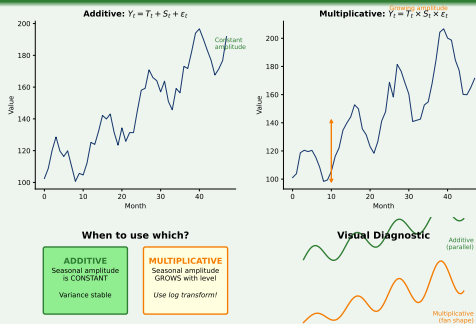 Growing amplitude
Additive: Yₜ = Tₜ + Sₜ + εₜ
Multiplicative: Yₜ = Tₜ × Sₜ × εₜ
Constant
amplitude
Value
200
180
160
140
120
100
0
10
20
30
40
Month
Value
200
180
160
140
120
100
0
10
20
30
40
Month
When to use which?
ADDITIVE
Seasonal amplitude
is CONSTANT
Variance stable
MULTIPLICATIVE
Seasonal amplitude
GROWS with level
Use log transform!
Visual Diagnostic
Additive
(parallel)
Multiplicative
(fan shape)